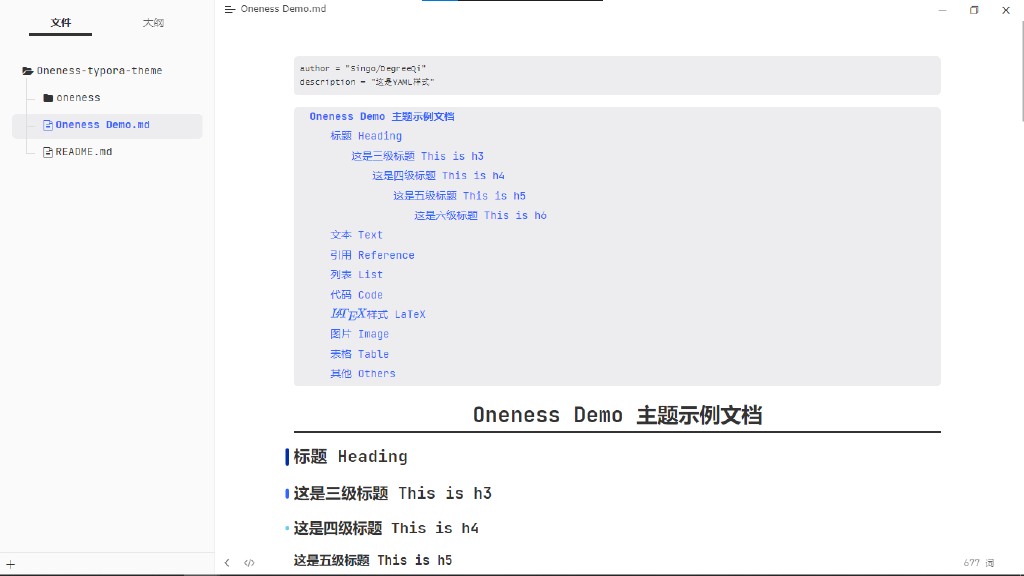 文件 大纲
Oneness-typora-theme
oneness
Oneness Demo.md
README.md
Oneness Demo.md
author = "Singo/DegreeQi"
description = "这是YAML样式"
Oneness Demo 主题示例文档
标题 Heading
这是三级标题 This is h3
这是四级标题 This is h4
这是五级标题 This is h5
这是六级标题 This is h6
文本 Text
引用 Reference
列表 List
代码 Code
LATEX样式 LaTeX
图片 Image
表格 Table
其他 Others
Oneness Demo 主题示例文档
标题 Heading
这是三级标题 This is h3
这是四级标题 This is h4
这是五级标题 This is h5
677 词